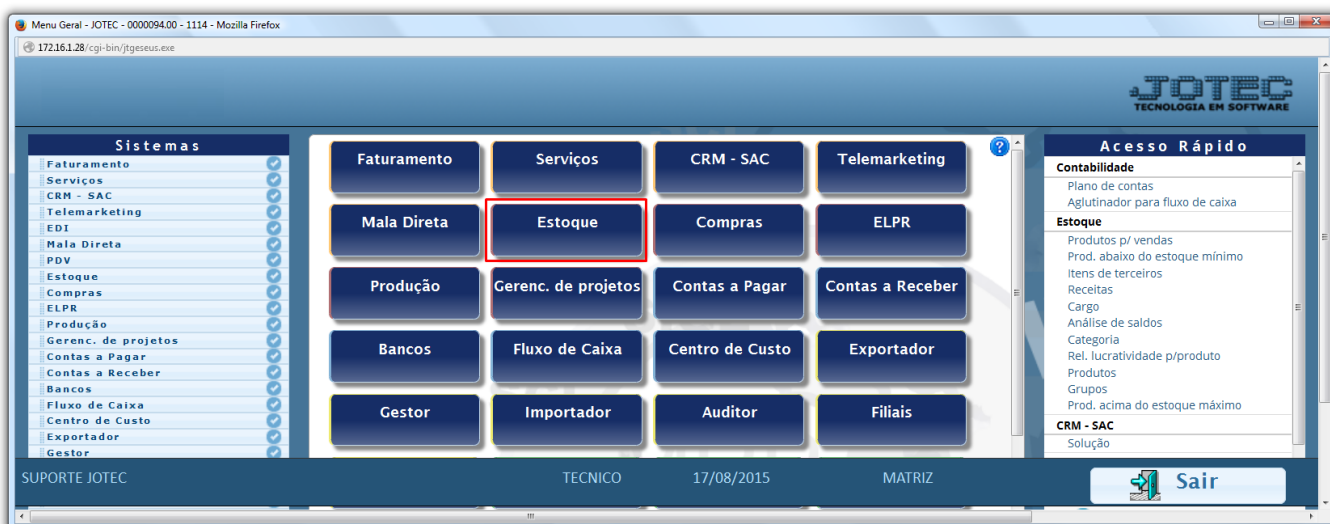 Menu Geral - JOTEC - 0000094.00 - 1114 - Mozilla Firefox
172.16.1.28/cgi-bin/jtgeseus.exe
JOTEC
TECNOLOGIA EM SOFTWARE
Sistemas
Faturamento
Serviços
CRM - SAC
Telemarketing
EDI
Mala Direta
PDV
Estoque
Compras
ELPR
Produção
Gerenc. de projetos
Contas a Pagar
Contas a Receber
Bancos
Fluxo de Caixa
Centro de Custo
Exportador
Gestor
Faturamento Serviços CRM - SAC Telemarketing
Mala Direta Estoque Compras ELPR
Produção Gerenc. de projetos Contas a Pagar Contas a Receber
Bancos Fluxo de Caixa Centro de Custo Exportador
Gestor Importador Auditor Filiais
?
Acesso Rápido
Contabilidade
Plano de contas
Aglutinador para fluxo de caixa
Estoque
Produtos p/ vendas
Prod. abaixo do estoque mínimo
Itens de terceiros
Receitas
Cargo
Análise de saldos
Categoria
Rel. lucratividade p/produto
Produtos
Grupos
Prod. acima do estoque máximo
CRM - SAC
Solução
SUPORTE JOTEC TECNICO 17/08/2015 MATRIZ Sair